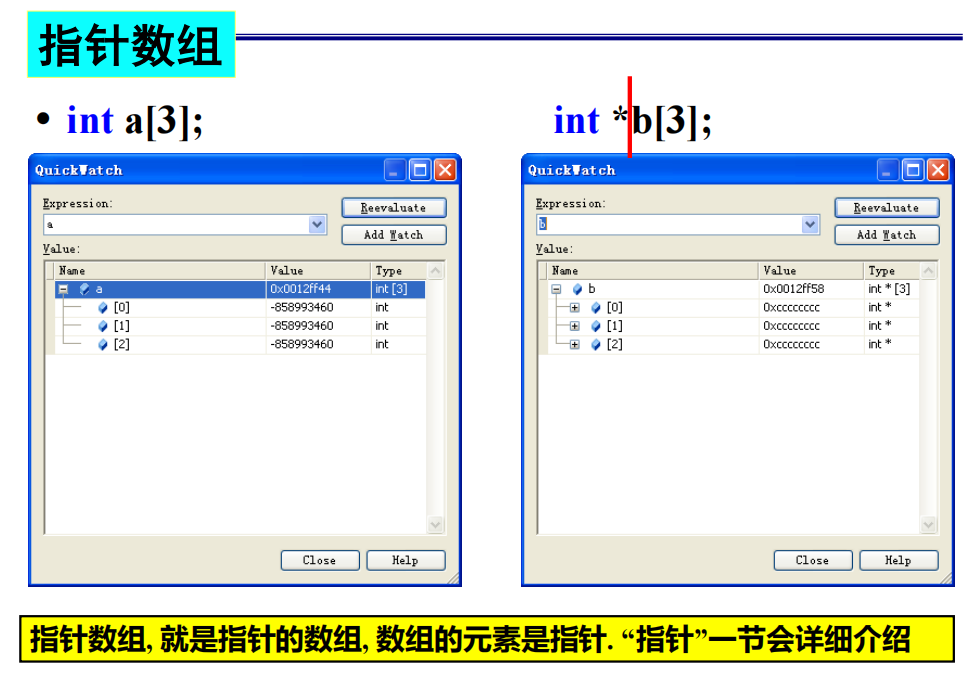 指针数组
• int a[3];
int *b[3];
QuickWatch
Expression:
Reevaluate
a
Add Watch
Value:
Name Value Type
a 0x0012ff44 int [3]
[0] -858993460 int
[1] -858993460 int
[2] -858993460 int
Close Help
QuickWatch
Expression:
Reevaluate
b
Add Watch
Value:
Name Value Type
b 0x0012ff58 int * [3]
[0] 0xcccccccc int *
[1] 0xcccccccc int *
[2] 0xcccccccc int *
Close Help
指针数组, 就是指针的数组, 数组的元素是指针. “指针”一节会详细介绍